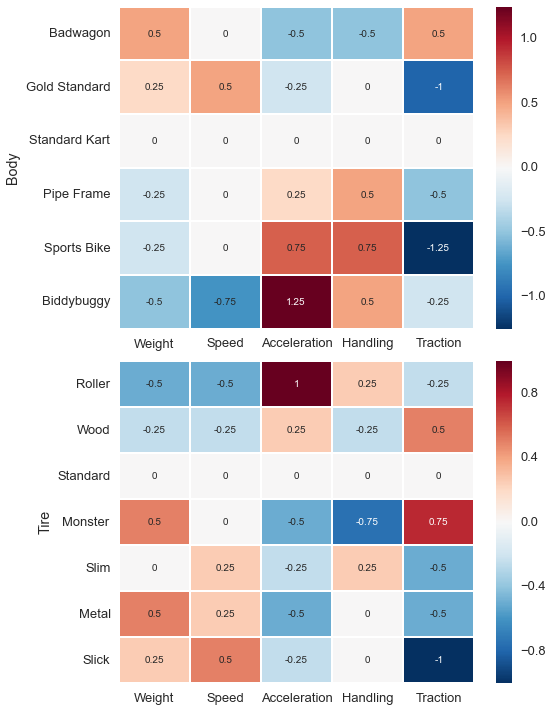 Body
Badwagon 0.5 0 -0.5 -0.5 0.5
Gold Standard 0.25 0.5 -0.25 0 -1
Standard Kart 0 0 0 0 0
Pipe Frame -0.25 0 0.25 0.5 -0.5
Sports Bike -0.25 0 0.75 0.75 -1.25
Biddybuggy -0.5 -0.75 1.25 0.5 -0.25
Weight Speed Acceleration Handling Traction
1.0
0.5
0.0
−0.5
−1.0
Tire
Roller -0.5 -0.5 1 0.25 -0.25
Wood -0.25 -0.25 0.25 -0.25 0.5
Standard 0 0 0 0 0
Monster 0.5 0 -0.5 -0.75 0.75
Slim 0 0.25 -0.25 0.25 -0.5
Metal 0.5 0.25 -0.5 0 -0.5
Slick 0.25 0.5 -0.25 0 -1
Weight Speed Acceleration Handling Traction
0.8
0.4
0.0
−0.4
−0.8